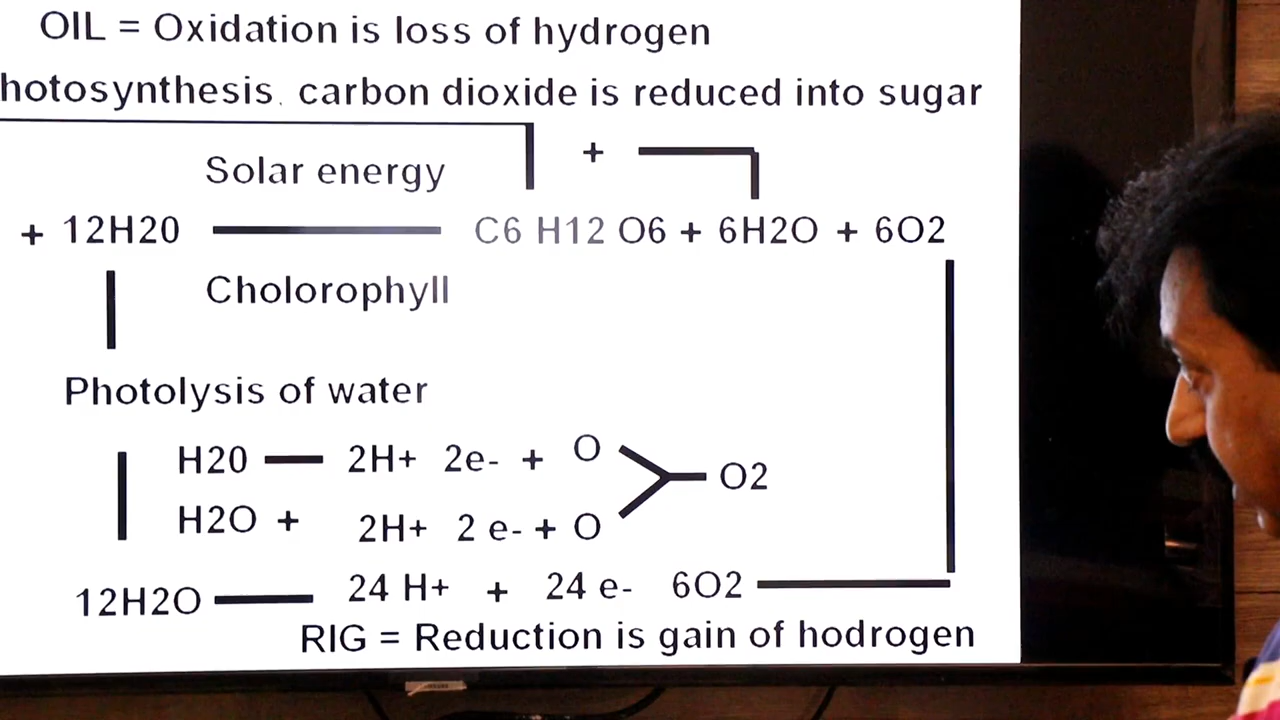 OIL = Oxidation is loss of hydrogen
hotosynthesis. carbon dioxide is reduced into sugar
Solar energy +
+ 12H20 C6 H12 O6 + 6H2O + 6O2
Cholorophyll
Photolysis of water
H20 2H+ 2e- + O
O2
H2O + 2H+ 2 e- + O
12H2O 24 H+ + 24 e- 6O2
RIG = Reduction is gain of hodrogen